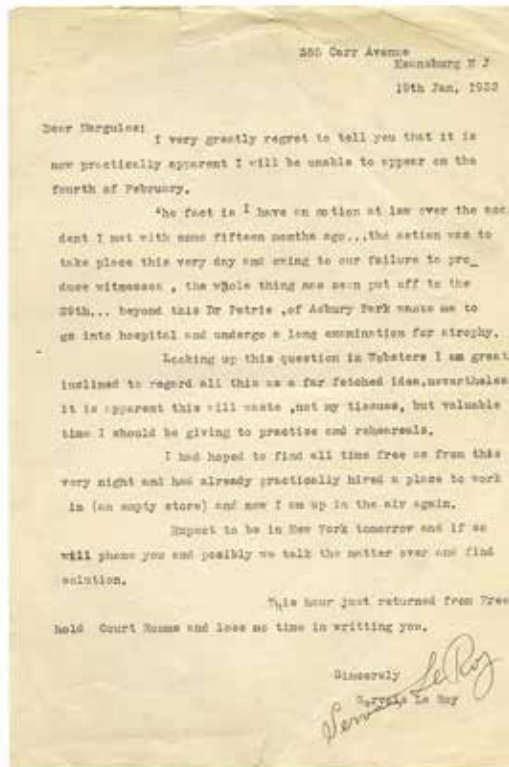 365 Carr Avenue
Keansburg N J
19th Jan, 1932
Dear Margules:
I very greatly regret to tell you that it is
now practically apparent I will be unable to appear on the
fourth of February.
The fact is I have an action at law over the acci
dent I met with some fifteen months ago...the action was to
take place this very day and owing to our failure to pro_
duce witnesses , the whole thing has been put off to the
29th... beyond this Dr Petrie ,of Asbury Park wants me to
go into hospital and undergo a long examination for atrophy.
Looking up this question in Websters I am great
inclined to regard all this as a far fetched idea,nevertheles
it is apparent this will waste ,not my tissues, but valuable
time I should be giving to practise and rehearsals.
I had hoped to find all time free as from this
very night and had already practically hired a place to work
in (an empty store) and now I am up in the air again.
Expect to be in New York tomorrow and if so
will phone you and posibly we talk the matter over and find
solution.
This hour just returned from Free
hold Court House and lose no time in writting you.
Sincerely
Servais Le Roy
Servais LeRoy